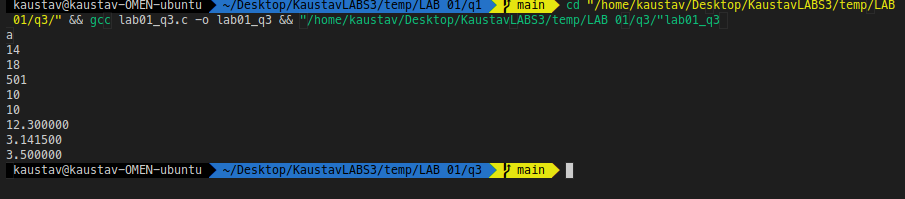 kaustav@kaustav-OMEN-ubuntu ~/Desktop/KaustavLABS3/temp/LAB 01/q1 main cd "/home/kaustav/Desktop/KaustavLABS3/temp/LAB
01/q3/" && gcc lab01_q3.c -o lab01_q3 && "/home/kaustav/Desktop/KaustavLABS3/temp/LAB 01/q3/"lab01_q3
a
14
18
501
10
10
12.300000
3.141500
3.500000
kaustav@kaustav-OMEN-ubuntu ~/Desktop/KaustavLABS3/temp/LAB 01/q3 main